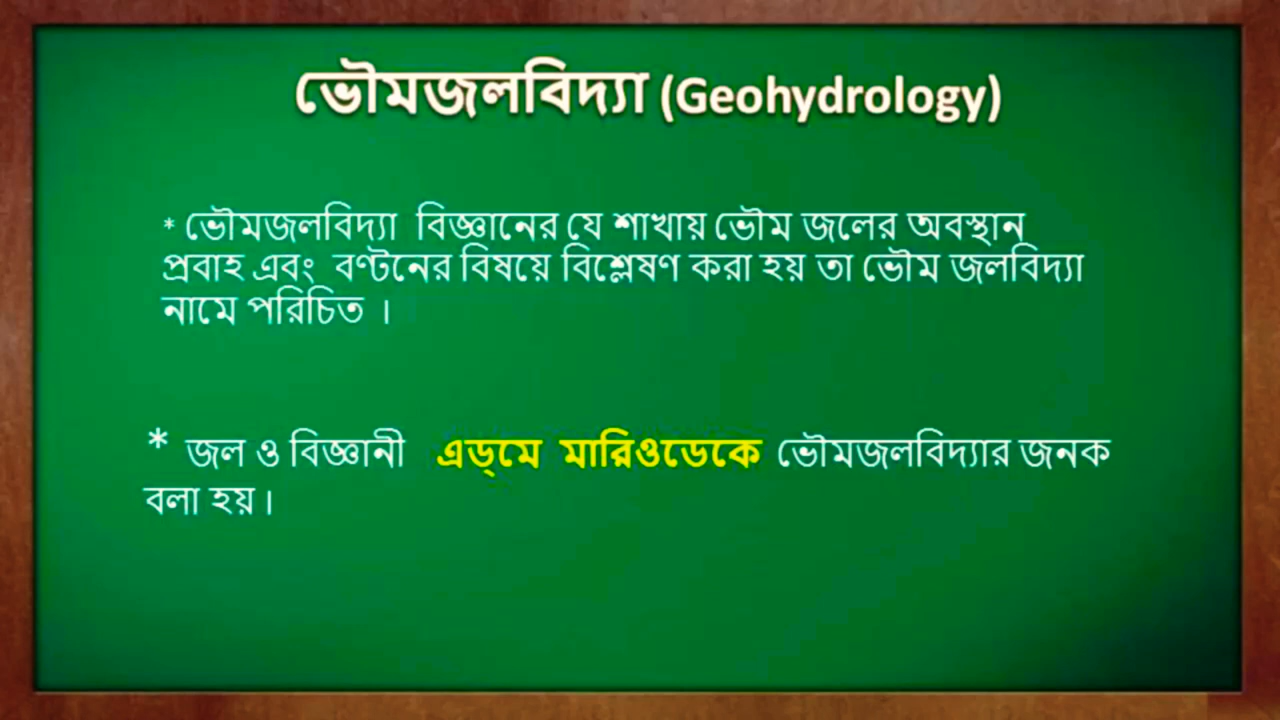 ভৌমজলবিদ্যা (Geohydrology)
* ভৌমজলবিদ্যা বিজ্ঞানের যে শাখায় ভৌম জলের অবস্থান
প্রবাহ এবং বণ্টনের বিষয়ে বিশ্লেষণ করা হয় তা ভৌম জলবিদ্যা
নামে পরিচিত ।
* জল ও বিজ্ঞানী এড্‌মে মারিওডেকে ভৌমজলবিদ্যার জনক
বলা হয়।